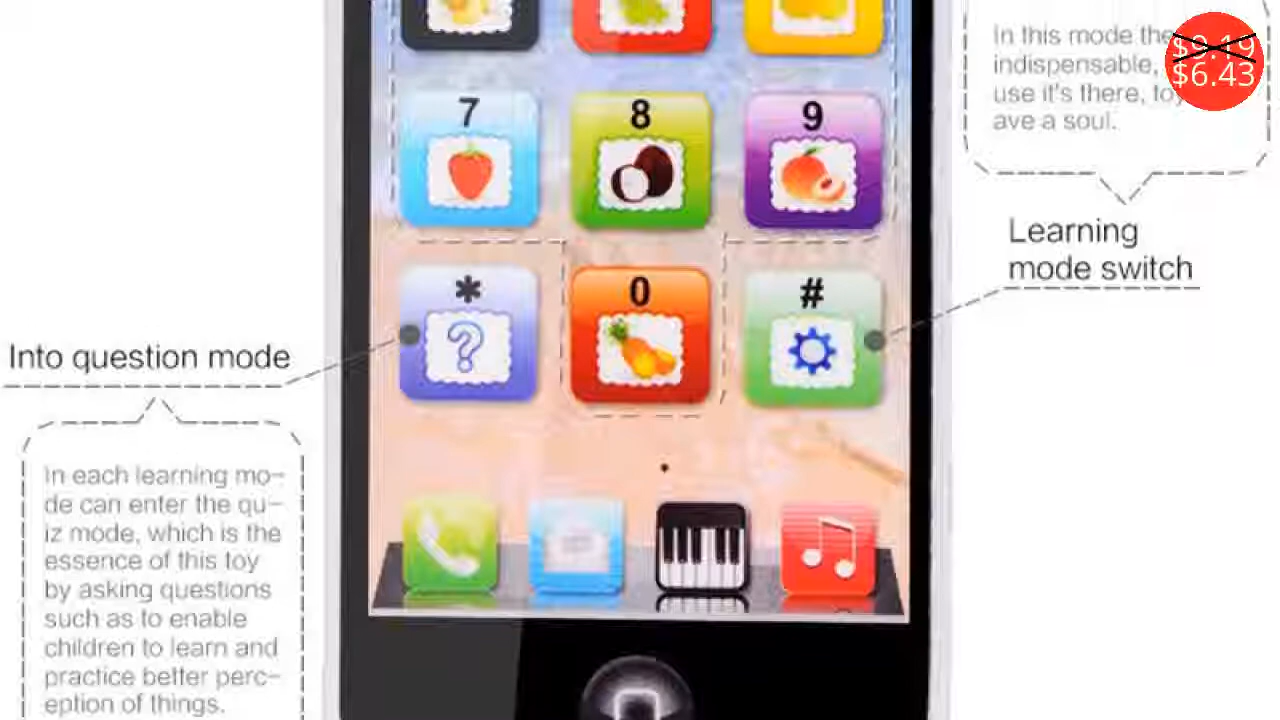 In this mode the
$9.19
indispensable,
$6.43
use it's there, toy
ave a soul.
7
8
9
Learning
mode switch
*
0
#
Into question mode
In each learning mo-
de can enter the qu-
iz mode, which is the
essence of this toy
by asking questions
such as to enable
children to learn and
practice better perc-
eption of things.